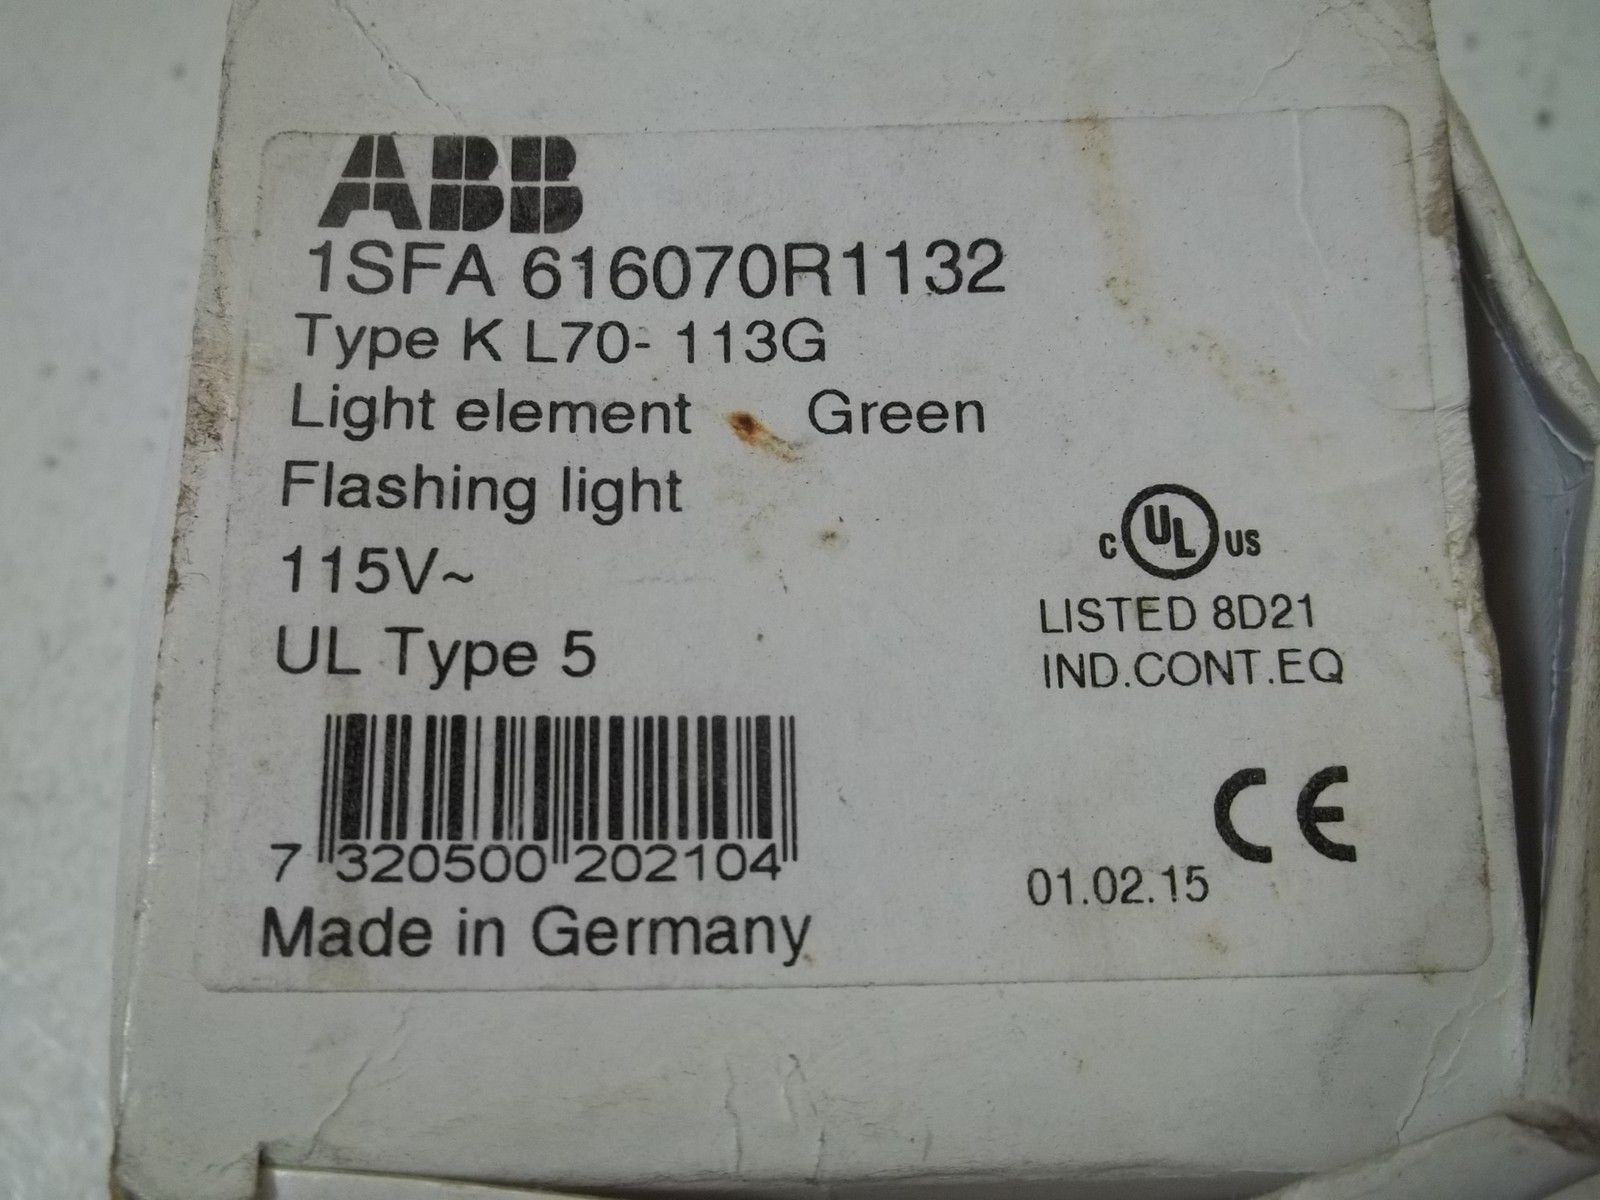 ABB
1SFA 616070R1132
Type K L70- 113G
Light element Green
Flashing light
115V~
UL Type 5
C UL US
LISTED 8D21
IND.CONT.EQ
7 320500 202104
CE
01.02.15
Made in Germany